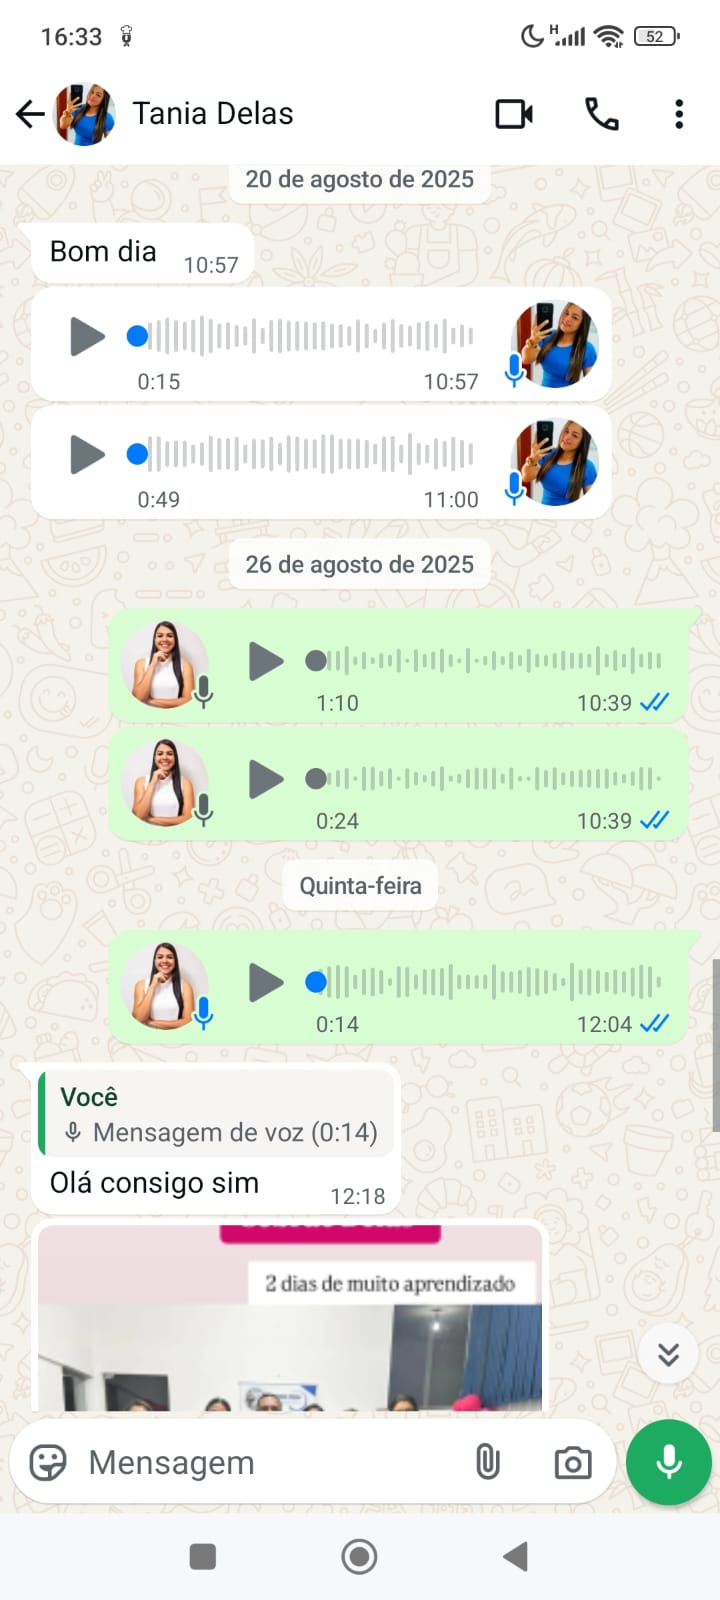 16:33
H
52
Tania Delas
20 de agosto de 2025
Bom dia
10:57
0:15
10:57
0:49
11:00
26 de agosto de 2025
1:10
10:39
0:24
10:39
Quinta-feira
0:14
12:04
Você
Mensagem de voz (0:14)
Olá consigo sim
12:18
2 dias de muito aprendizado
Mensagem